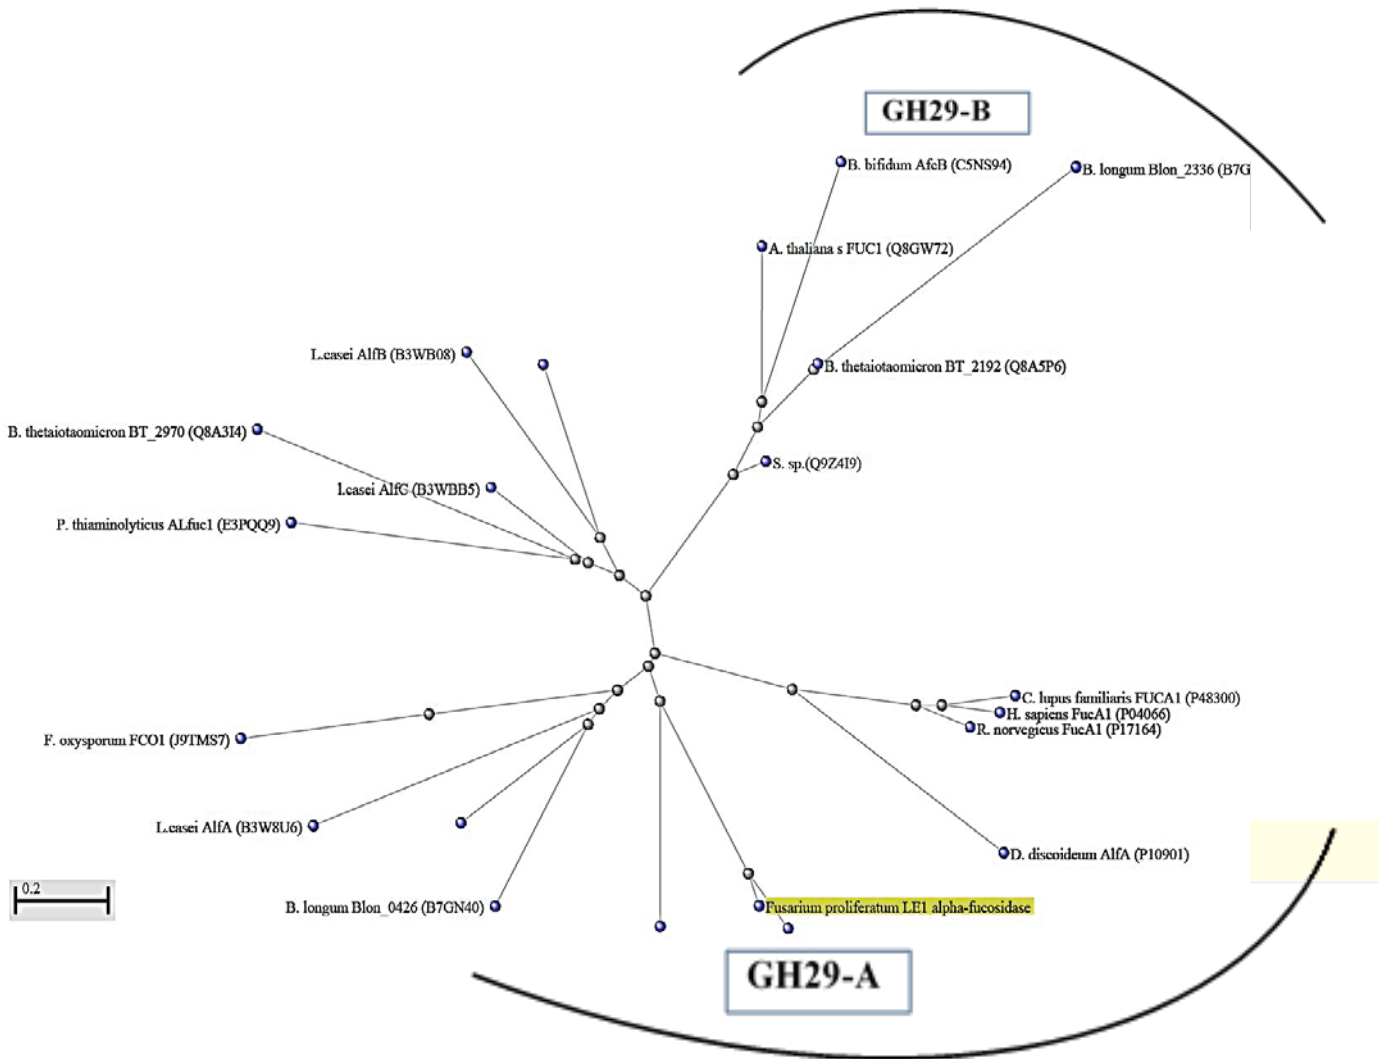 GH29-B
B. bifidum AfcB (C5NS94)
B. longum Blon_2336 (B7G
A. thaliana s FUC1 (Q8GW72)
L.casei AlfB (B3WB08)
B. thetaiotaomicron BT_2192 (Q8A5P6)
B. thetaiotaomicron BT_2970 (Q8A3I4)
S. sp.(Q9Z4I9)
l.casei AlfC (B3WBB5)
P. thiaminolyticus ALfuc1 (E3PQQ9)
C. lupus familiaris FUCA1 (P48300)
H. sapiens FucA1 (P04066)
R. norvegicus FucA1 (P17164)
F. oxysporum FCO1 (J9TMS7)
L.casei AlfA (B3W8U6)
D. discoideum AlfA (P10901)
0.2
B. longum Blon_0426 (B7GN40)
Fusarium proliferatum LE1 alpha-fucosidase
GH29-A